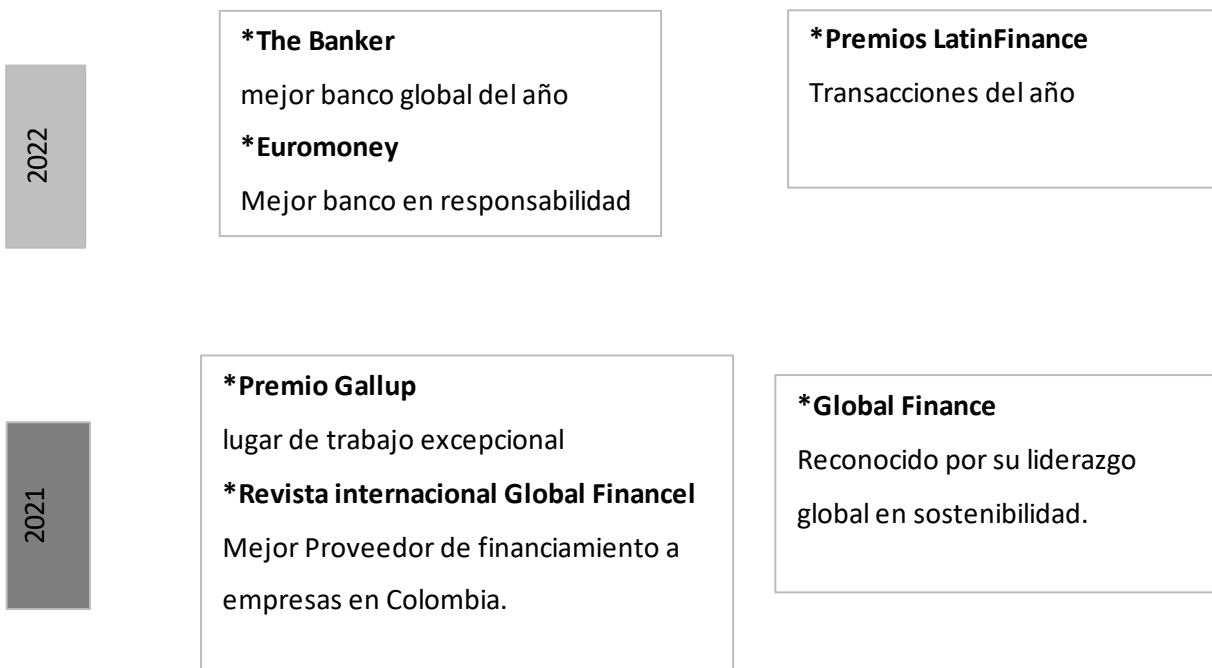 2022
*The Banker
mejor banco global del año
*Euromoney
Mejor banco en responsabilidad
*Premios LatinFinance
Transacciones del año
2021
*Premio Gallup
lugar de trabajo excepcional
*Revista internacional Global Financel
Mejor Proveedor de financiamiento a
empresas en Colombia.
*Global Finance
Reconocido por su liderazgo
global en sostenibilidad.